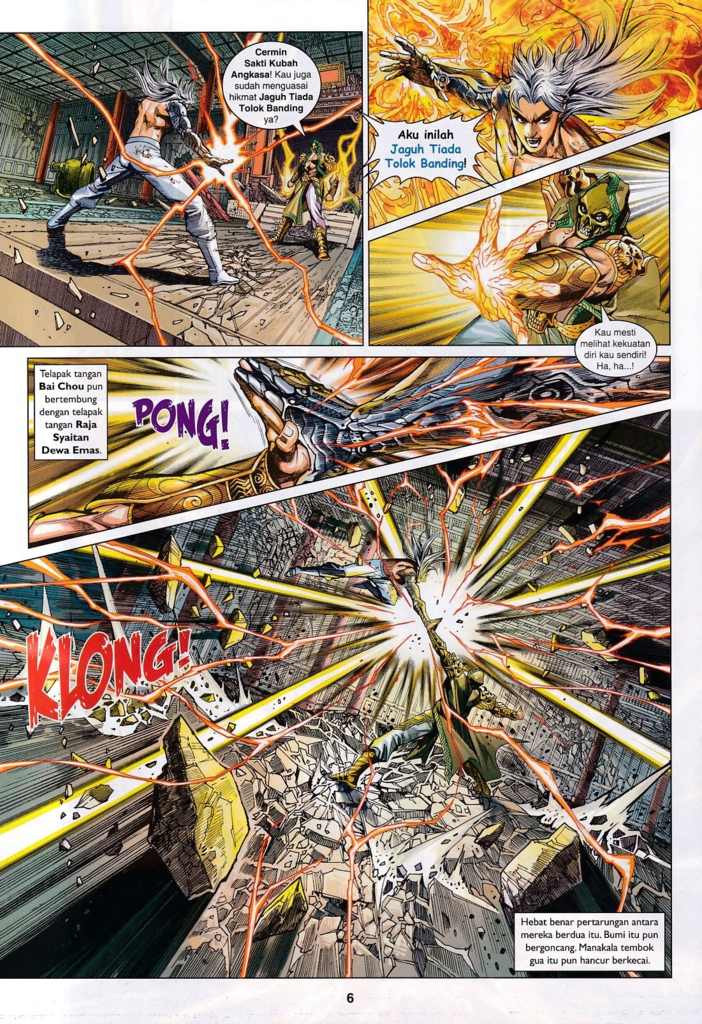 Cermin
Sakti Kubah
Angkasa! Kau juga
sudah menguasai
hikmat Jaguh Tiada
Tolok Banding
ya?
Aku inilah
Jaguh Tiada
Tolok Banding!
Kau mesti
melihat kekuatan
diri kau sendiri!
Ha, ha...!
Telapak tangan
Bai Chou pun
bertembung
dengan telapak
tangan Raja
Syaitan
Dewa Emas.
PONG!
KLONG!
Hebat benar pertarungan antara
mereka berdua itu. Bumi itu pun
bergoncang. Manakala tembok
gua itu pun hancur berkecai.
6